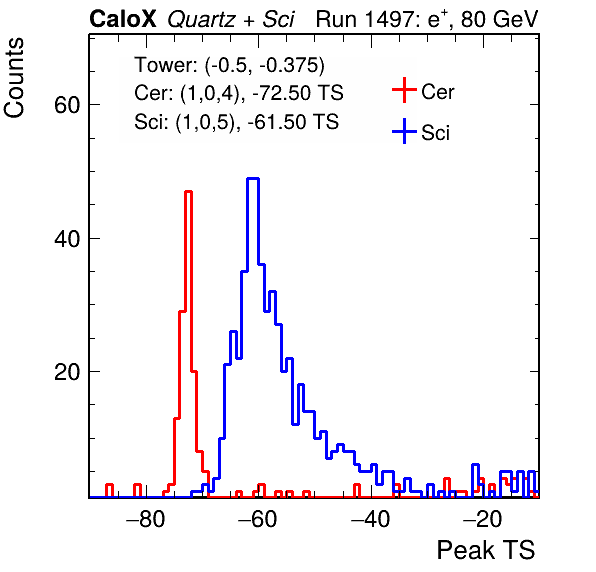 CaloX Quartz + Sci Run 1497: e⁺, 80 GeV
Counts
Tower: (-0.5, -0.375)
Cer: (1,0,4), -72.50 TS
Sci: (1,0,5), -61.50 TS
Cer
Sci
60
40
20
−80 −60 −40 −20
Peak TS